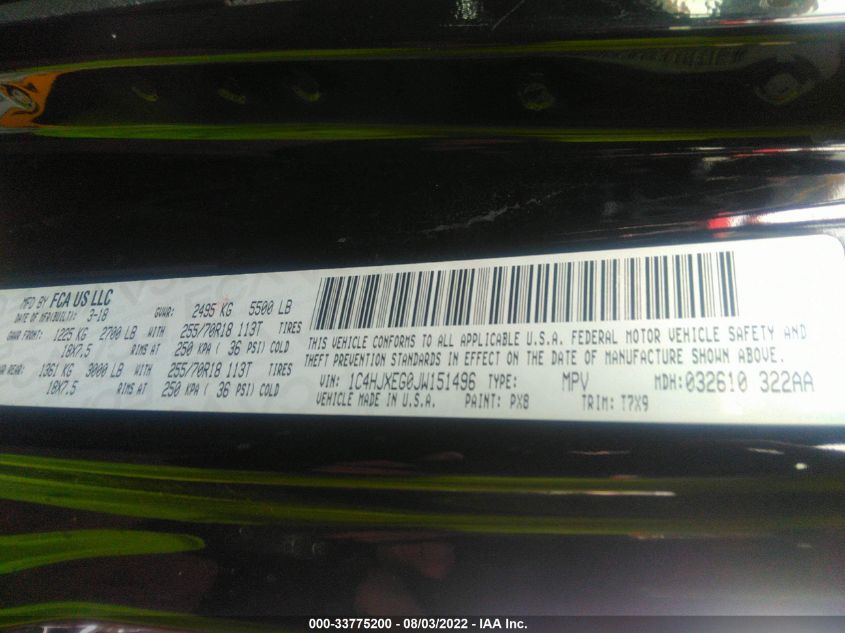 MFD BY FCA US LLC
DATE OF MFR/BUILT): 3-18 GVWR: 2495 KG 5500 LB
GAWR FRONT: 1225 KG 2700 LB WITH 255/70R18 113T TIRES
18X7.5 RIMS AT 250 KPA ( 36 PSI) COLD
REAR: 1361 KG 3000 LB WITH 255/70R18 113T TIRES
18X7.5 RIMS AT 250 KPA ( 36 PSI) COLD
THIS VEHICLE CONFORMS TO ALL APPLICABLE U.S.A. FEDERAL MOTOR VEHICLE SAFETY AND
THEFT PREVENTION STANDARDS IN EFFECT ON THE DATE OF MANUFACTURE SHOWN ABOVE.
VIN: 1C4HJXEG0JW151496 TYPE: MPV MDH: 032610 322AA
VEHICLE MADE IN U.S.A. PAINT: PX8 TRIM: T7X9
000-33775200 - 08/03/2022 - IAA Inc.